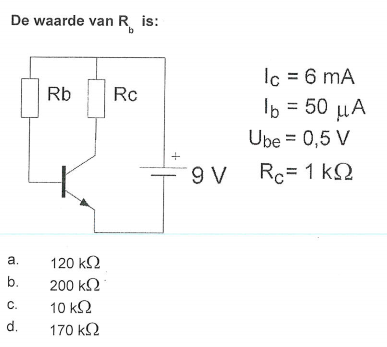 De waarde van R_b is:
Rb
Rc
+
9 V
Ic = 6 mA
Ib = 50 μA
Ube = 0,5 V
Rc = 1 kΩ
a. 120 kΩ
b. 200 kΩ
c. 10 kΩ
d. 170 kΩ